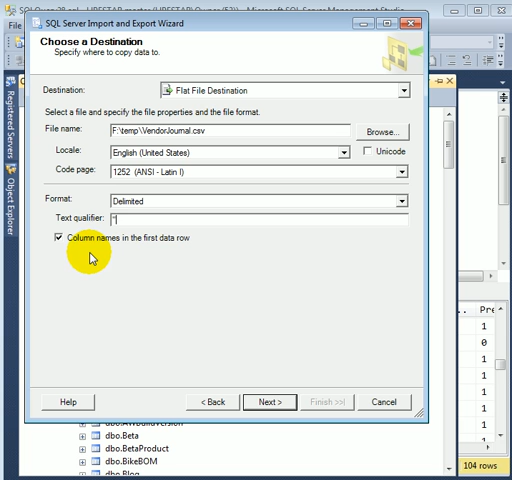 SQL Server Import and Export Wizard
File
Choose a Destination
Specify where to copy data to.
Destination: Flat File Destination
Select a file and specify the file properties and the file format.
File name: F:\temp\VendorJournal.csv Browse...
Locale: English (United States) Unicode
Code page: 1252 (ANSI - Latin I)
Format: Delimited
Text qualifier: "
Column names in the first data row
Help < Back Next > Finish >>| Cancel
Registered Servers
Object Explorer
Pre
1
0
1
1
1
1
1
1
1
dbo.AWBuildVersion
dbo.Beta
dbo.BetaProduct
dbo.BikeBOM
dbo.Blog
104 rows